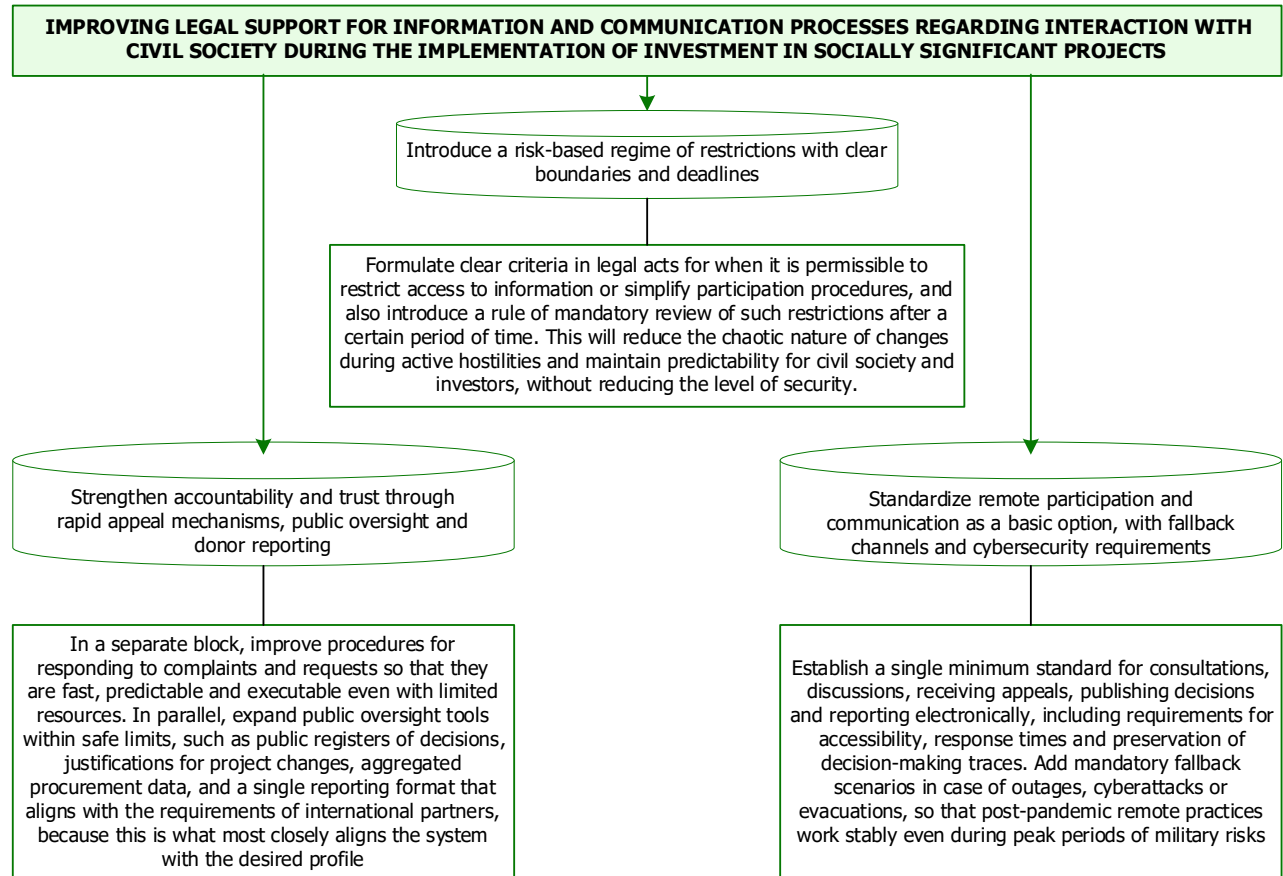 IMPROVING LEGAL SUPPORT FOR INFORMATION AND COMMUNICATION PROCESSES REGARDING INTERACTION WITH
CIVIL SOCIETY DURING THE IMPLEMENTATION OF INVESTMENT IN SOCIALLY SIGNIFICANT PROJECTS
Introduce a risk-based regime of restrictions with clear
boundaries and deadlines
Formulate clear criteria in legal acts for when it is permissible to
restrict access to information or simplify participation procedures, and
also introduce a rule of mandatory review of such restrictions after a
certain period of time. This will reduce the chaotic nature of changes
during active hostilities and maintain predictability for civil society and
investors, without reducing the level of security.
Strengthen accountability and trust through
rapid appeal mechanisms, public oversight and
donor reporting
In a separate block, improve procedures for
responding to complaints and requests so that they
are fast, predictable and executable even with limited
resources. In parallel, expand public oversight tools
within safe limits, such as public registers of decisions,
justifications for project changes, aggregated
procurement data, and a single reporting format that
aligns with the requirements of international partners,
because this is what most closely aligns the system
with the desired profile
Standardize remote participation and
communication as a basic option, with fallback
channels and cybersecurity requirements
Establish a single minimum standard for consultations,
discussions, receiving appeals, publishing decisions
and reporting electronically, including requirements for
accessibility, response times and preservation of
decision-making traces. Add mandatory fallback
scenarios in case of outages, cyberattacks or
evacuations, so that post-pandemic remote practices
work stably even during peak periods of military risks